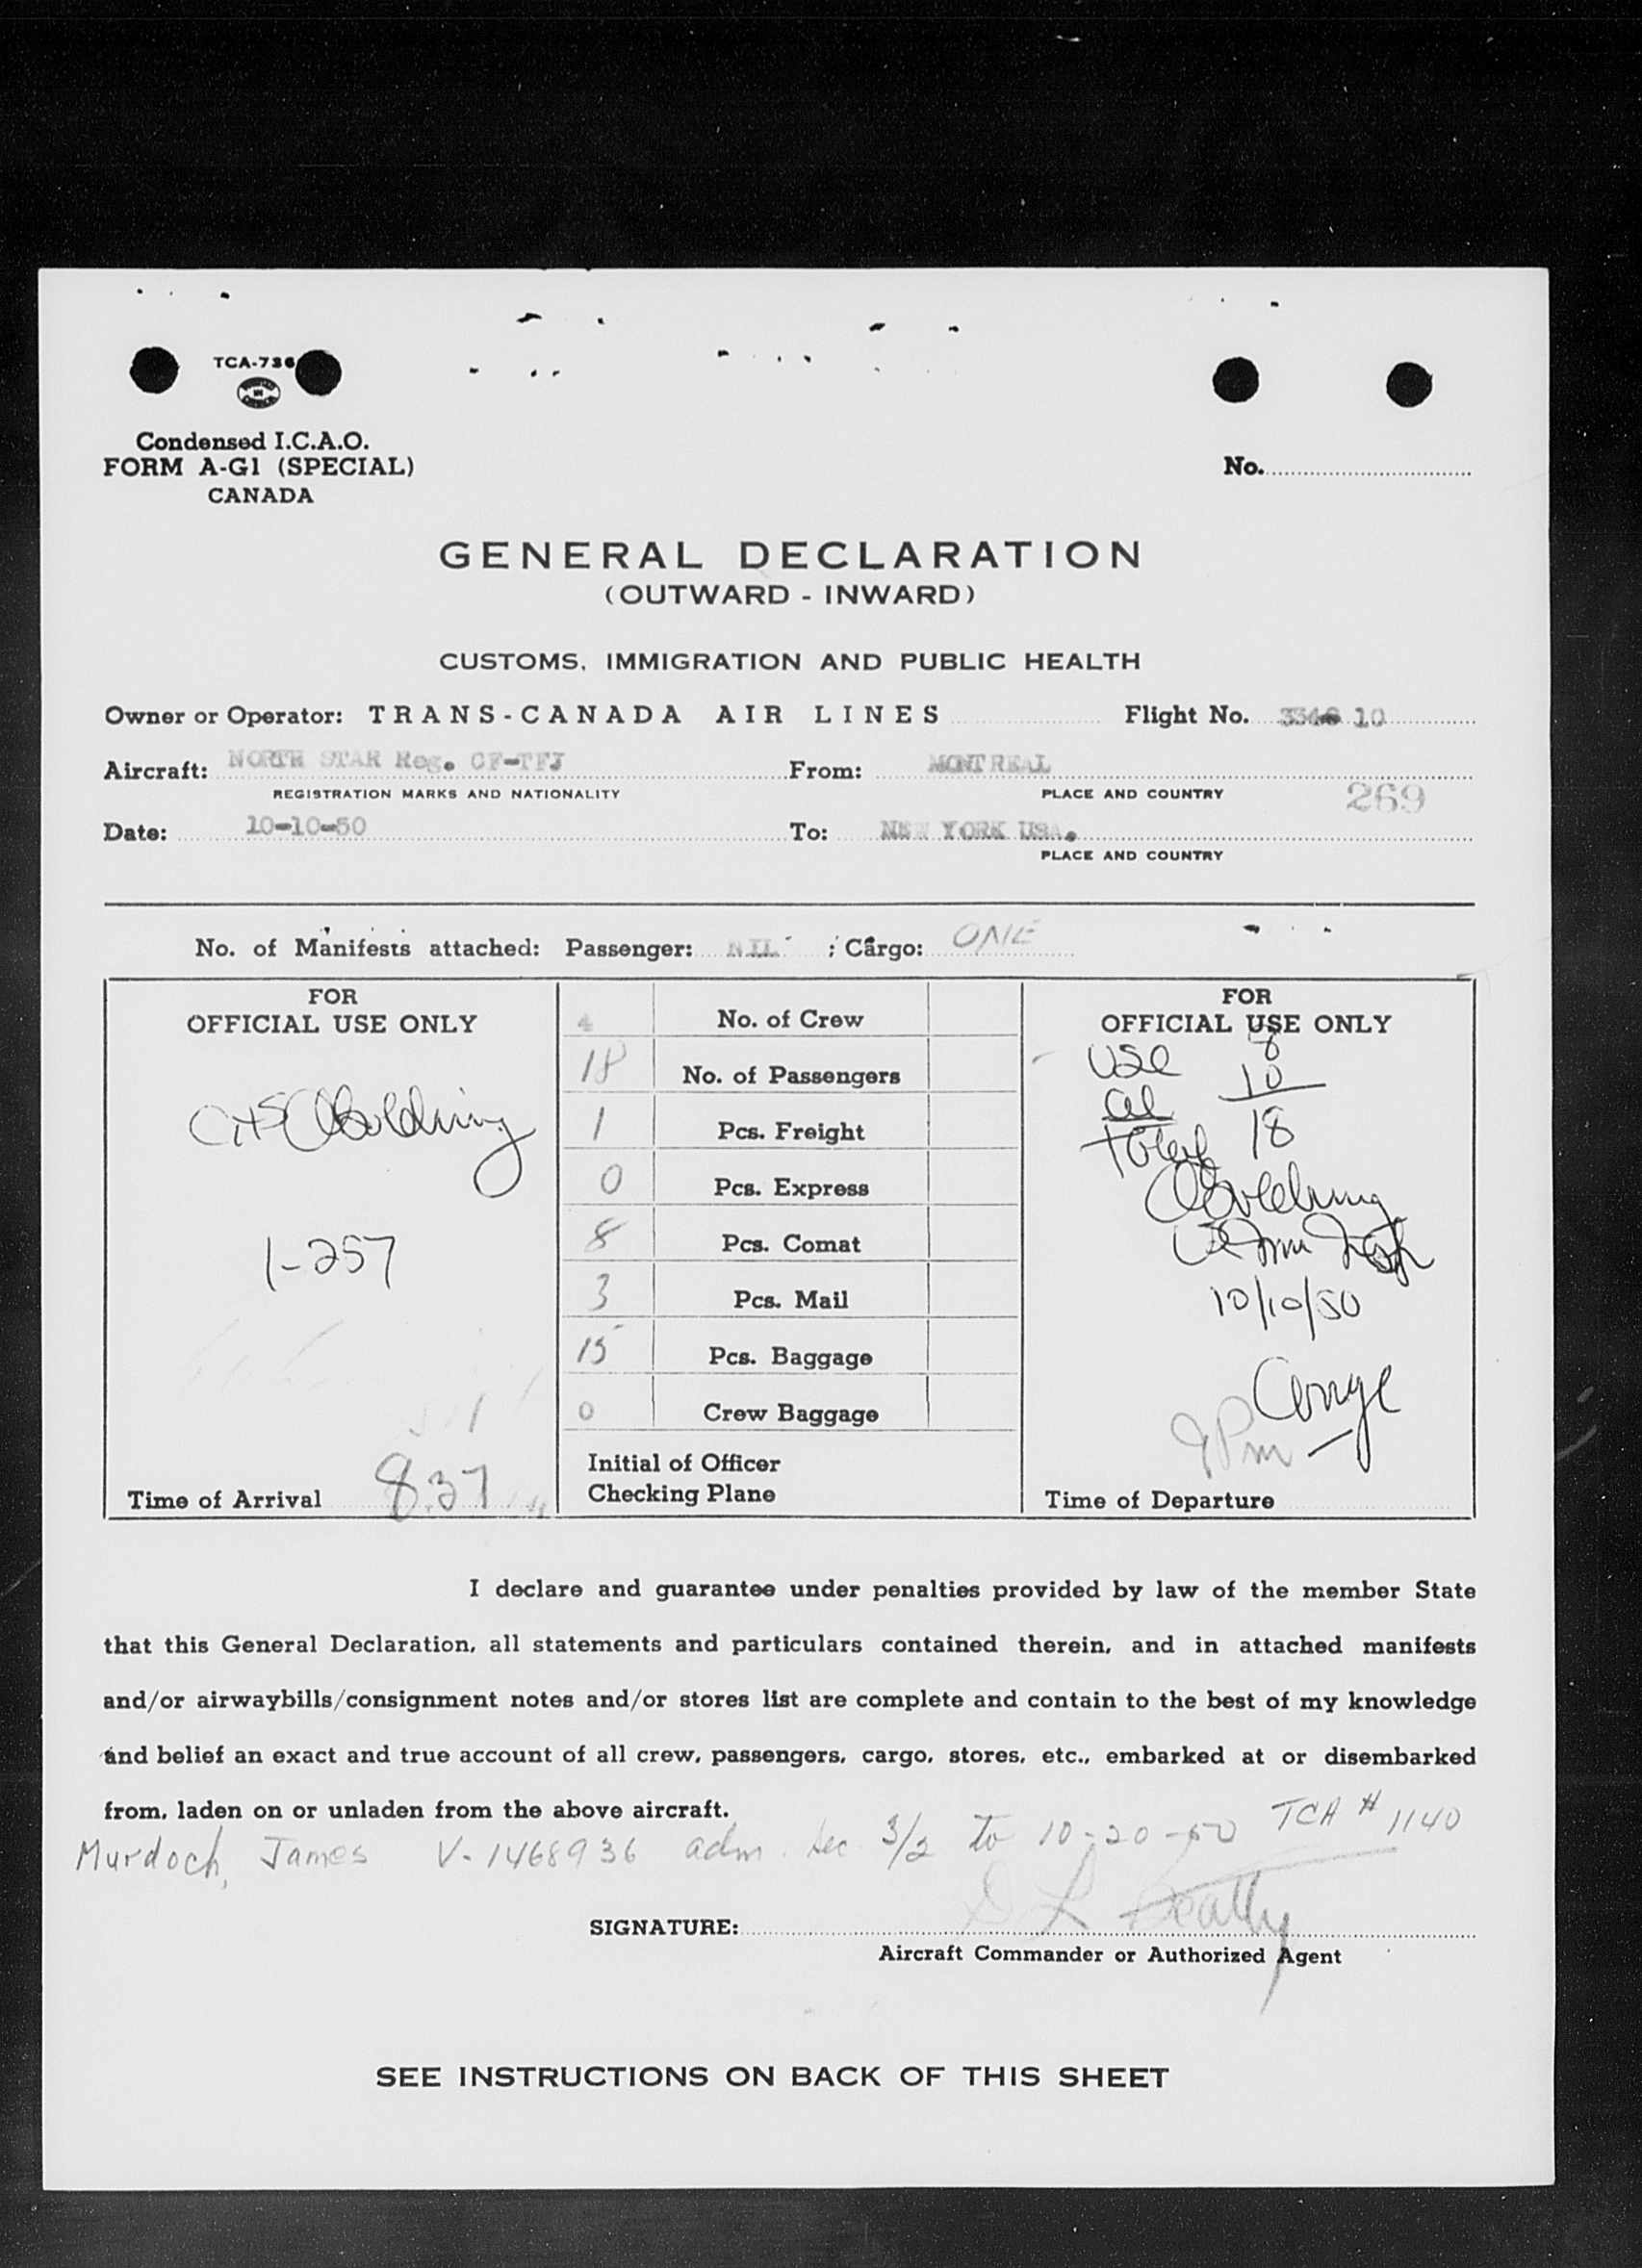 TCA-736
Condensed I.C.A.O.
FORM A-G1 (SPECIAL)
CANADA
No.
GENERAL DECLARATION
(OUTWARD - INWARD)
CUSTOMS, IMMIGRATION AND PUBLIC HEALTH
Owner or Operator: TRANS-CANADA AIR LINES Flight No. 10
Aircraft: NORTH STAR Reg. CF-TFJ From: MONTREAL
REGISTRATION MARKS AND NATIONALITY PLACE AND COUNTRY 269
Date: 10-10-50 To: NEW YORK USA.
PLACE AND COUNTRY
No. of Manifests attached: Passenger: NIL ; Cargo: ONE
FOR
OFFICIAL USE ONLY
1-257
Time of Arrival 8.37
4 No. of Crew
18 No. of Passengers
1 Pcs. Freight
0 Pcs. Express
8 Pcs. Comat
3 Pcs. Mail
15 Pcs. Baggage
0 Crew Baggage
Initial of Officer
Checking Plane
FOR
OFFICIAL USE ONLY
USC 8
al 10
Total 18
10/10/50
Time of Departure
I declare and guarantee under penalties provided by law of the member State
that this General Declaration, all statements and particulars contained therein, and in attached manifests
and/or airwaybills/consignment notes and/or stores list are complete and contain to the best of my knowledge
and belief an exact and true account of all crew, passengers, cargo, stores, etc., embarked at or disembarked
from, laden on or unladen from the above aircraft.
Murdoch, James V-1468936 adm. sec 3/2 to 10-20-50 TCA # 1140
SIGNATURE: D L Beatty
Aircraft Commander or Authorized Agent
SEE INSTRUCTIONS ON BACK OF THIS SHEET